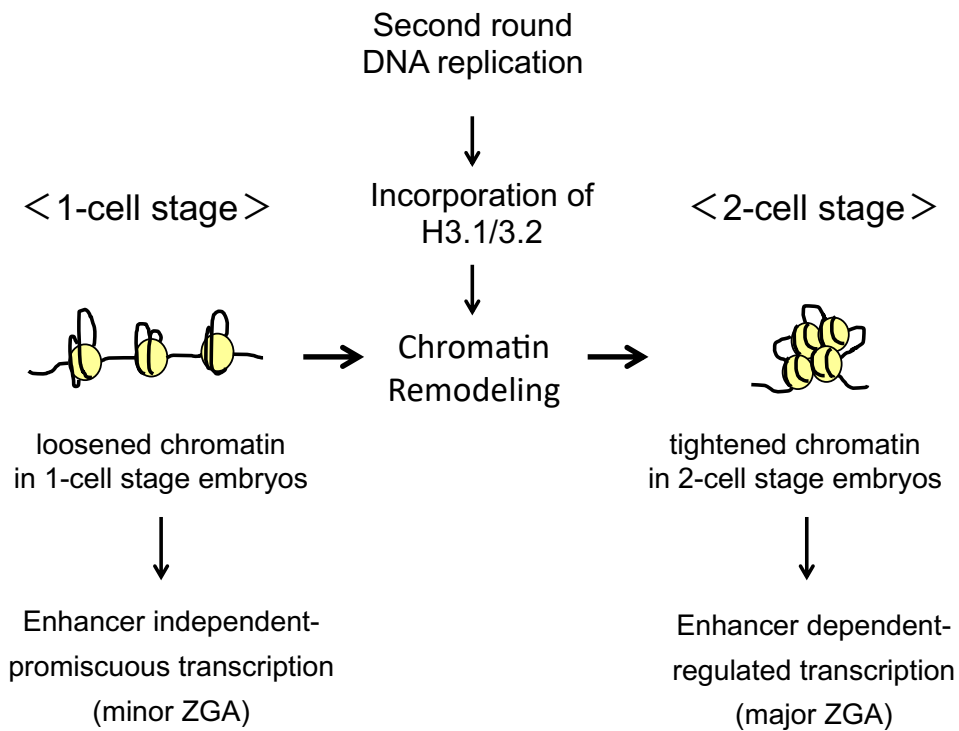 Second round
DNA replication
Incorporation of
H3.1/3.2
<1-cell stage>
<2-cell stage>
Chromatin
Remodeling
loosened chromatin
in 1-cell stage embryos
tightened chromatin
in 2-cell stage embryos
Enhancer independent-
promiscuous transcription
(minor ZGA)
Enhancer dependent-
regulated transcription
(major ZGA)